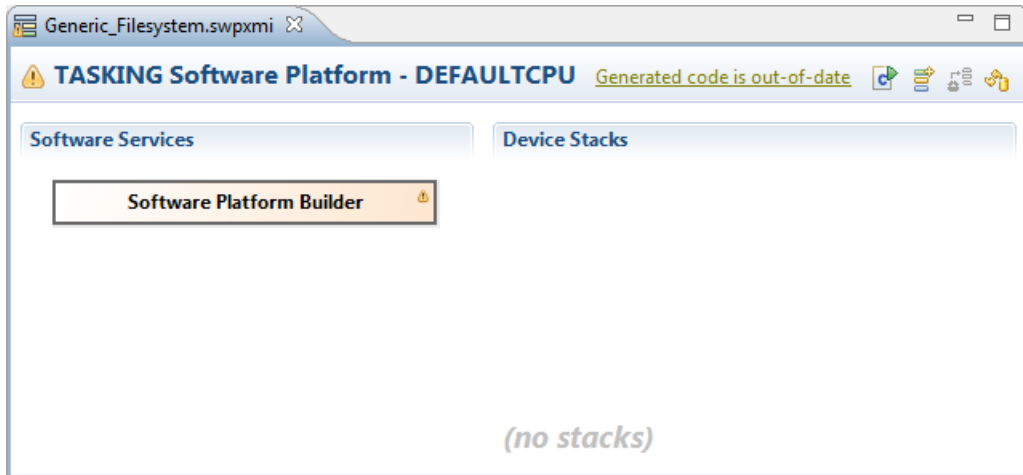 Generic_Filesystem.swpxmi
TASKING Software Platform - DEFAULTCPU Generated code is out-of-date
Software Services
Device Stacks
Software Platform Builder
(no stacks)